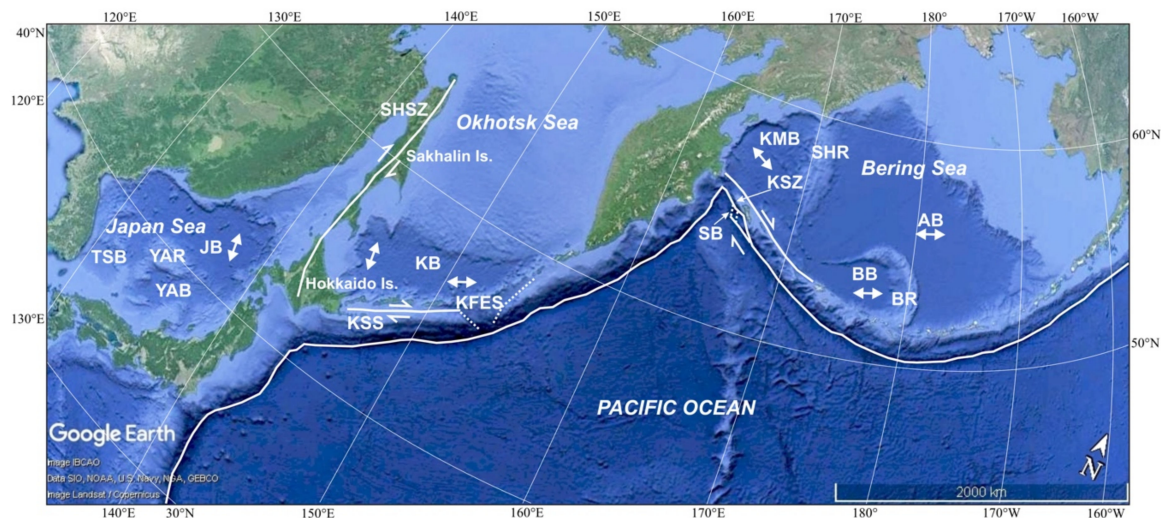 120°E 130°E 140°E 150°E 160°E 170°E 180° 170°W 160°W
40°N
120°E
130°E
60°N
50°N
SHSZ
Okhotsk Sea
Sakhalin Is.
KMB
SHR
Bering Sea
KSZ
Japan Sea
TSB
YAR
JB
YAB
KB
SB
AB
BB
BR
Hokkaido Is.
KFES
KSS
PACIFIC OCEAN
Google Earth
Image IBCAO
Data SIO, NOAA, U.S. Navy, NGA, GEBCO
Image Landsat / Copernicus
N
2000 km
140°E 30°N 150°E 160°E 170°E 180° 170°W 160°W